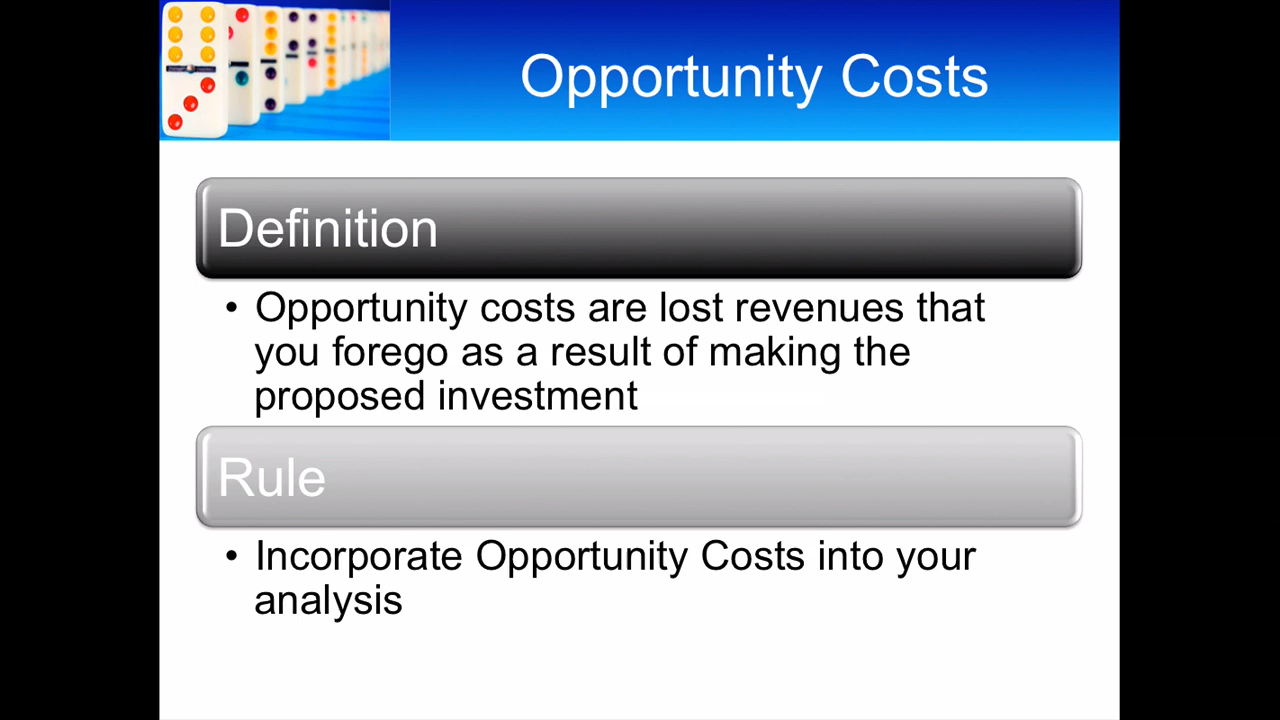 Opportunity Costs
Definition
• Opportunity costs are lost revenues that
you forego as a result of making the
proposed investment
Rule
• Incorporate Opportunity Costs into your
analysis